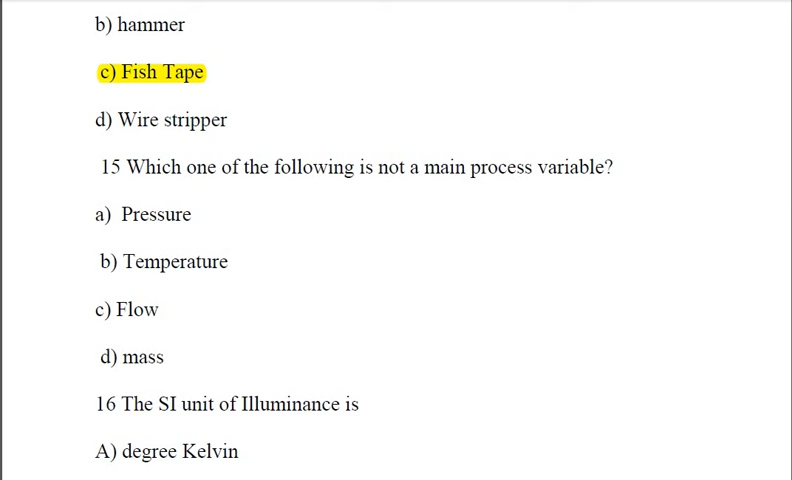 b) hammer
c) Fish Tape
d) Wire stripper
15 Which one of the following is not a main process variable?
a) Pressure
b) Temperature
c) Flow
d) mass
16 The SI unit of Illuminance is
A) degree Kelvin